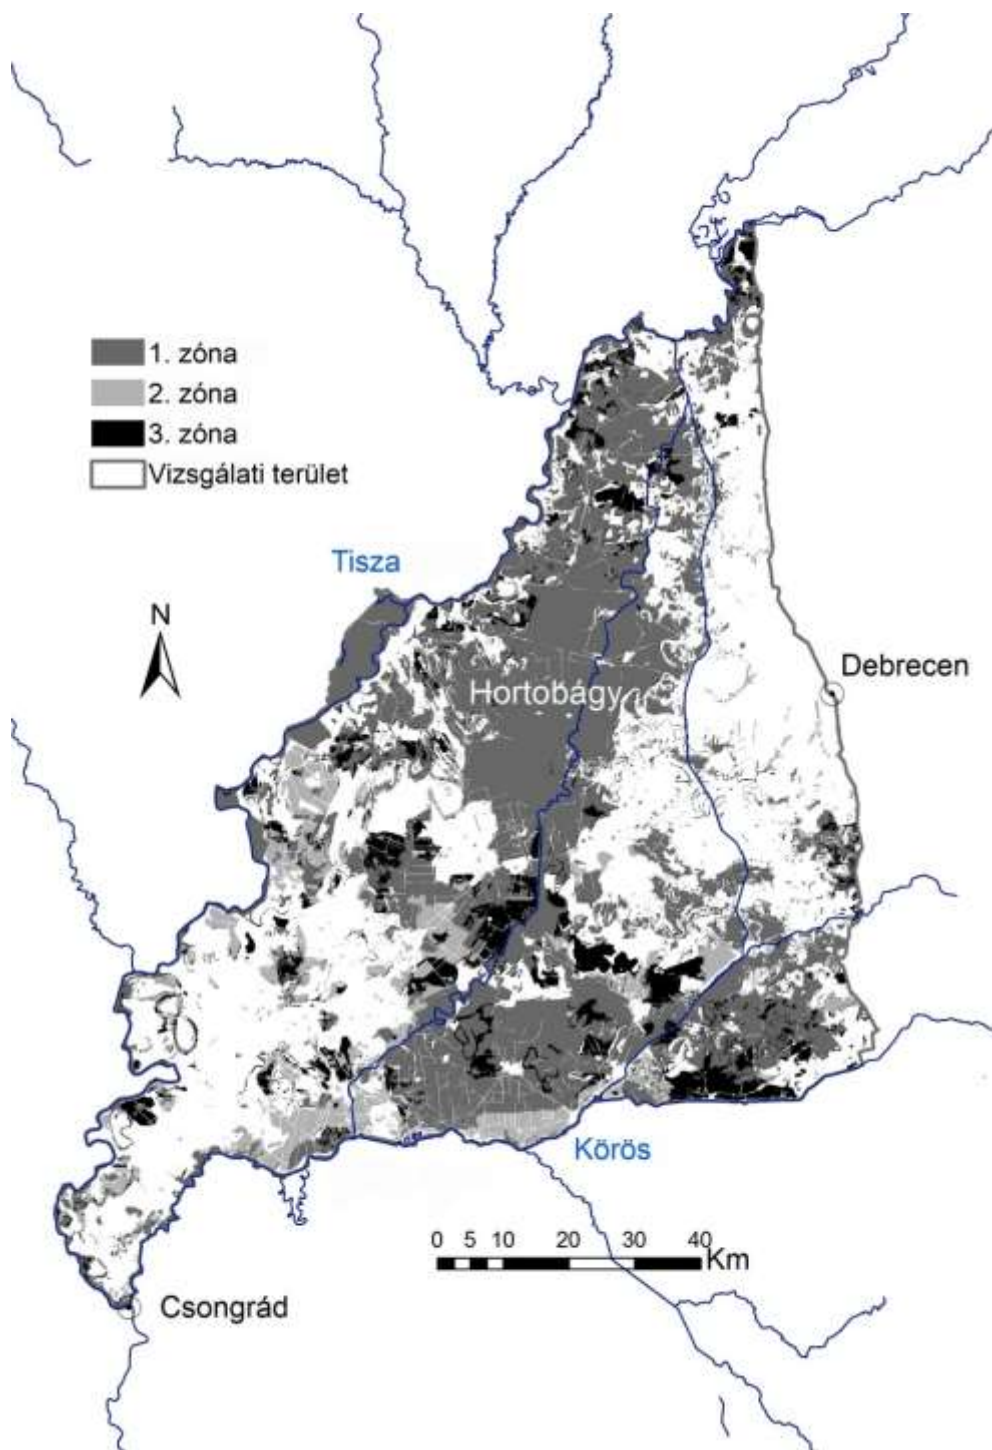 1. zóna
2. zóna
3. zóna
Vizsgálati terület
Tisza
N
Debrecen
Hortobágy
Körös
0 5 10 20 30 40
Km
Csongrád